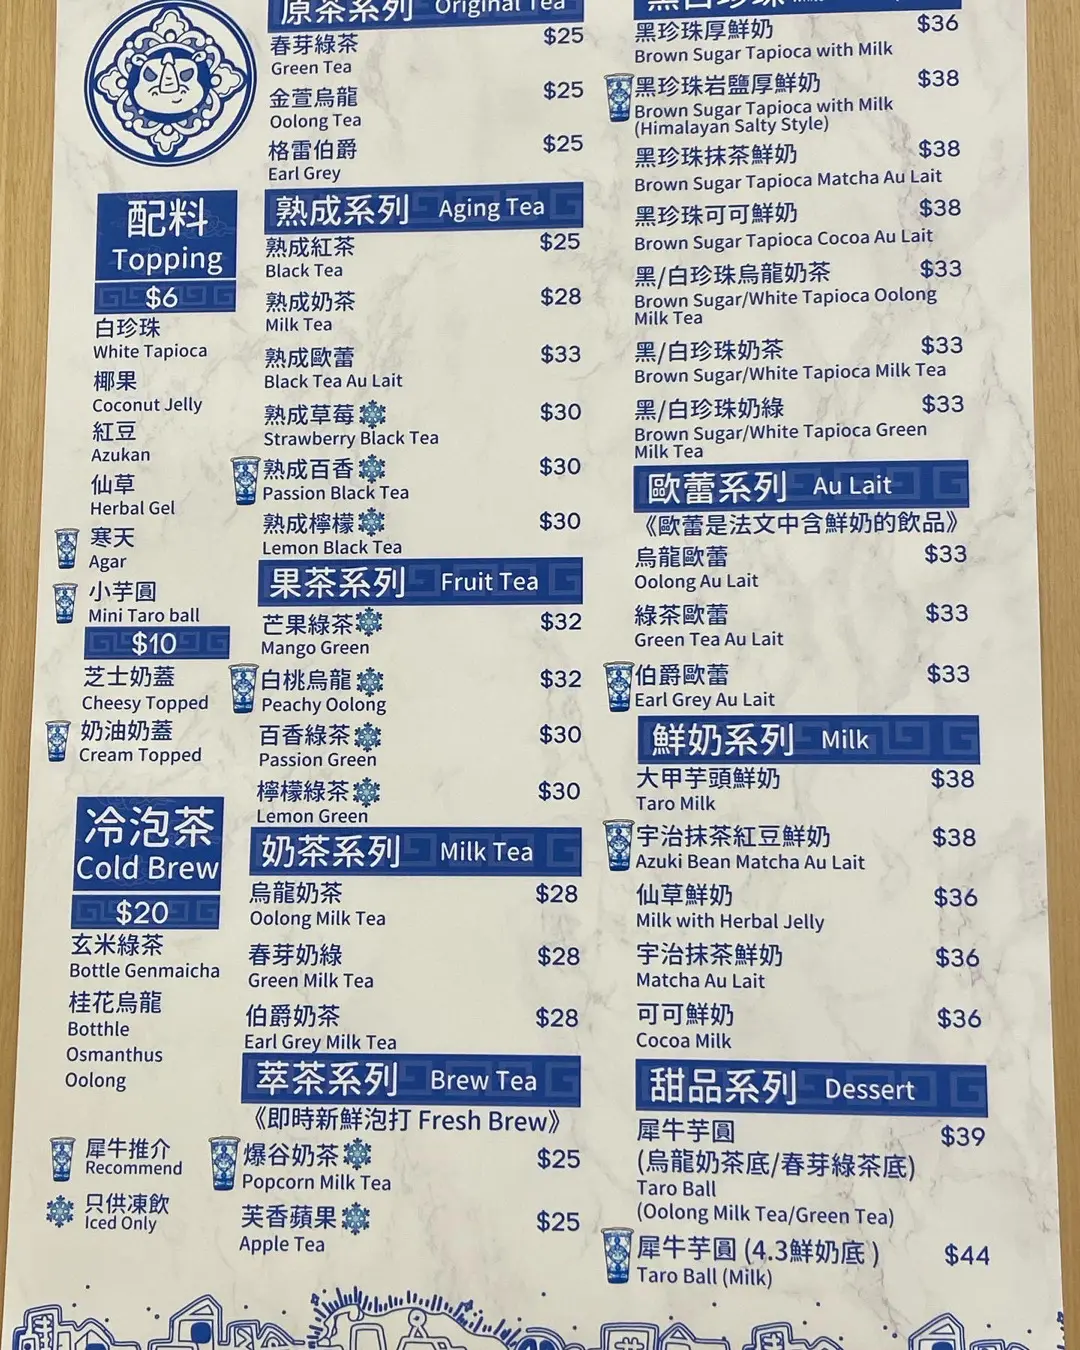 配料
Topping
$6
白珍珠
White Tapioca
椰果
Coconut Jelly
紅豆
Azukan
仙草
Herbal Gel
寒天
Agar
小芋圓
Mini Taro ball
$10
芝士奶蓋
Cheesy Topped
奶油奶蓋
Cream Topped
冷泡茶
Cold Brew
$20
玄米綠茶
Bottle Genmaicha
桂花烏龍
Botthle
Osmanthus
Oolong
犀牛推介
Recommend
只供凍飲
Iced Only
原茶系列 Original Tea
春芽綠茶 $25
Green Tea
金萱烏龍 $25
Oolong Tea
格雷伯爵 $25
Earl Grey
熟成系列 Aging Tea
熟成紅茶 $25
Black Tea
熟成奶茶 $28
Milk Tea
熟成歐蕾 $33
Black Tea Au Lait
熟成草莓 $30
Strawberry Black Tea
熟成百香 $30
Passion Black Tea
熟成檸檬 $30
Lemon Black Tea
果茶系列 Fruit Tea
芒果綠茶 $32
Mango Green
白桃烏龍 $32
Peachy Oolong
百香綠茶 $30
Passion Green
檸檬綠茶 $30
Lemon Green
奶茶系列 Milk Tea
烏龍奶茶 $28
Oolong Milk Tea
春芽奶綠 $28
Green Milk Tea
伯爵奶茶 $28
Earl Grey Milk Tea
萃茶系列 Brew Tea
《即時新鮮泡打 Fresh Brew》
爆谷奶茶 $25
Popcorn Milk Tea
芙香蘋果 $25
Apple Tea
黑白珍珠
黑珍珠厚鮮奶 $36
Brown Sugar Tapioca with Milk
黑珍珠岩鹽厚鮮奶 $38
Brown Sugar Tapioca with Milk
(Himalayan Salty Style)
黑珍珠抹茶鮮奶 $38
Brown Sugar Tapioca Matcha Au Lait
黑珍珠可可鮮奶 $38
Brown Sugar Tapioca Cocoa Au Lait
黑/白珍珠烏龍奶茶 $33
Brown Sugar/White Tapioca Oolong
Milk Tea
黑/白珍珠奶茶 $33
Brown Sugar/White Tapioca Milk Tea
黑/白珍珠奶綠 $33
Brown Sugar/White Tapioca Green
Milk Tea
歐蕾系列 Au Lait
《歐蕾是法文中含鮮奶的飲品》
烏龍歐蕾 $33
Oolong Au Lait
綠茶歐蕾 $33
Green Tea Au Lait
伯爵歐蕾 $33
Earl Grey Au Lait
鮮奶系列 Milk
大甲芋頭鮮奶 $38
Taro Milk
宇治抹茶紅豆鮮奶 $38
Azuki Bean Matcha Au Lait
仙草鮮奶 $36
Milk with Herbal Jelly
宇治抹茶鮮奶 $36
Matcha Au Lait
可可鮮奶 $36
Cocoa Milk
甜品系列 Dessert
犀牛芋圓 $39
(烏龍奶茶底/春芽綠茶底)
Taro Ball
(Oolong Milk Tea/Green Tea)
犀牛芋圓 (4.3鮮奶底 ) $44
Taro Ball (Milk)